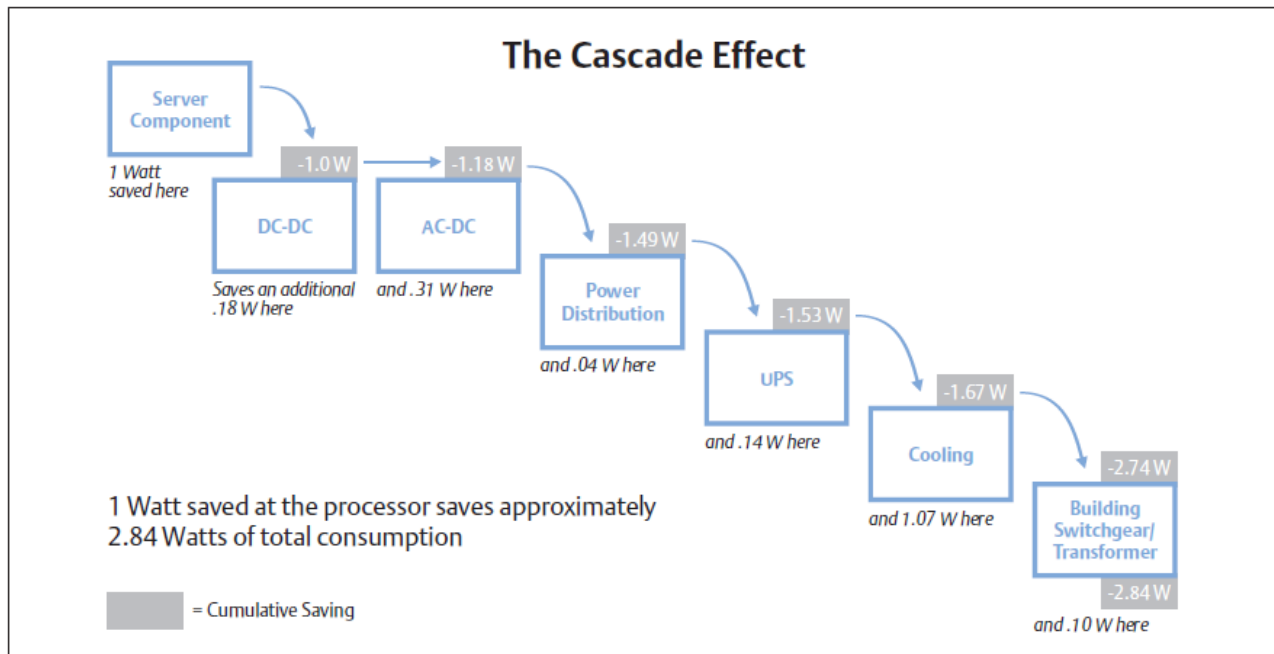 The Cascade Effect
Server
Component
1 Watt
saved here
-1.0 W
DC-DC
Saves an additional
.18 W here
-1.18 W
AC-DC
and .31 W here
-1.49 W
Power
Distribution
and .04 W here
-1.53 W
UPS
and .14 W here
-1.67 W
Cooling
and 1.07 W here
-2.74 W
Building
Switchgear/
Transformer
-2.84 W
and .10 W here
1 Watt saved at the processor saves approximately
2.84 Watts of total consumption
= Cumulative Saving